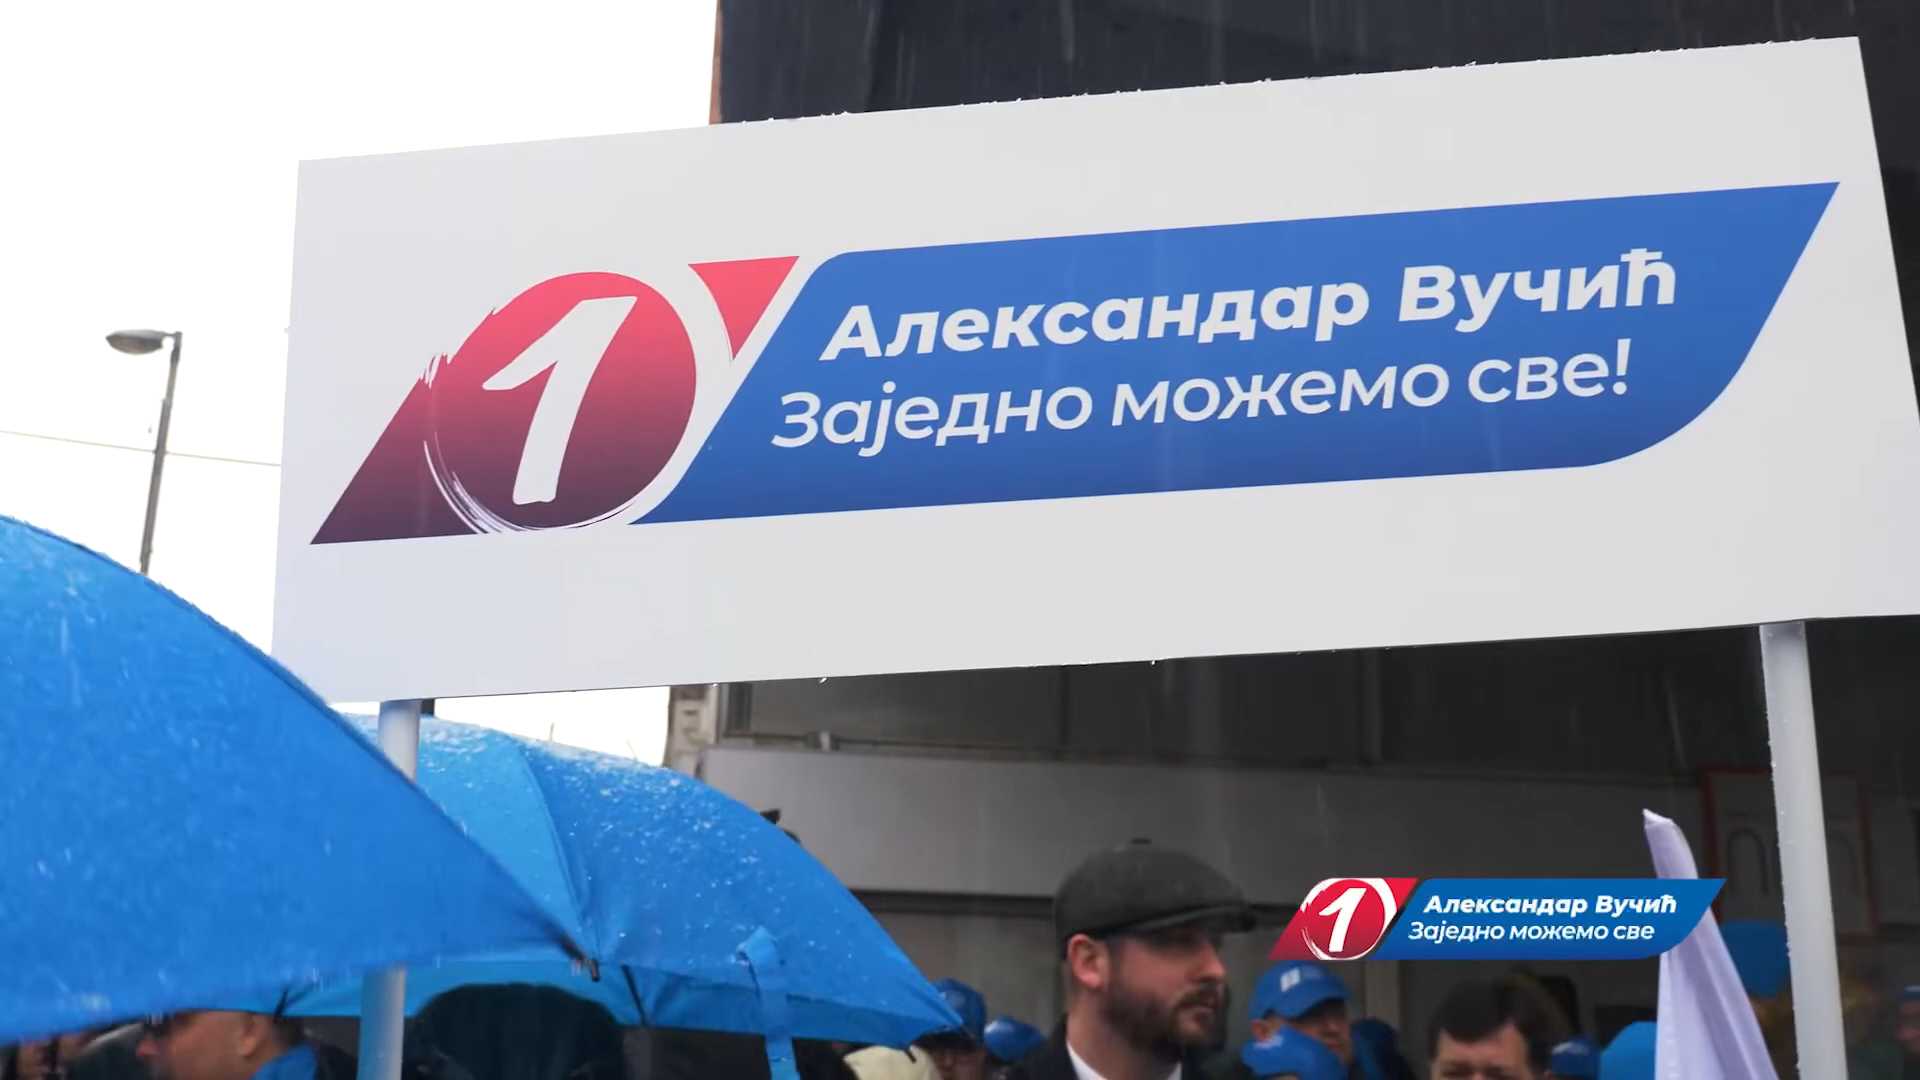 1
Александар Вучић
Заједно можемо све!
1
Александар Вучић
Заједно можемо све